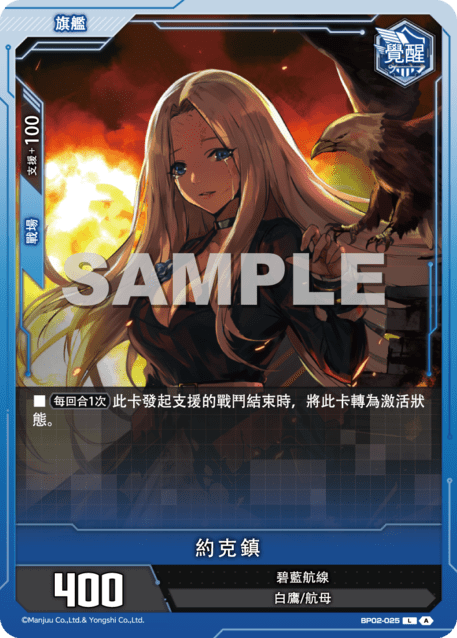 旗艦
覺醒
支援+100
戰場
SAMPLE
■ 每回合1次 此卡發起支援的戰鬥結束時，將此卡轉為激活狀
態。
約克鎮
400
碧藍航線
白鷹/航母
©Manjuu Co.,Ltd.& Yongshi Co.,Ltd.
BP02-025 L A